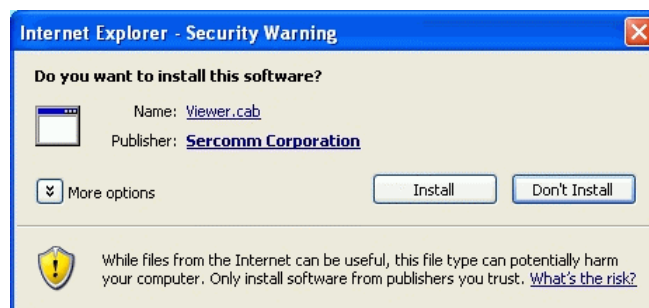 Internet Explorer - Security Warning
Do you want to install this software?
Name: Viewer.cab
Publisher: Sercomm Corporation
More options
Install
Don't Install
While files from the Internet can be useful, this file type can potentially harm
your computer. Only install software from publishers you trust. What's the risk?